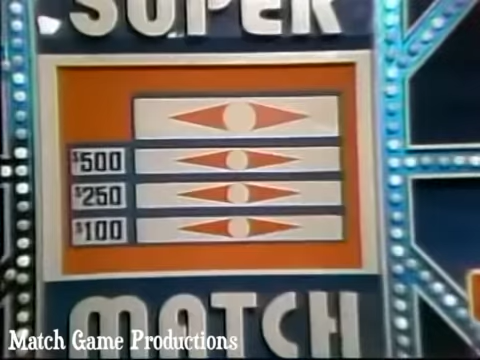 SUPER
$500
$250
$100
MATCH
Match Game Productions